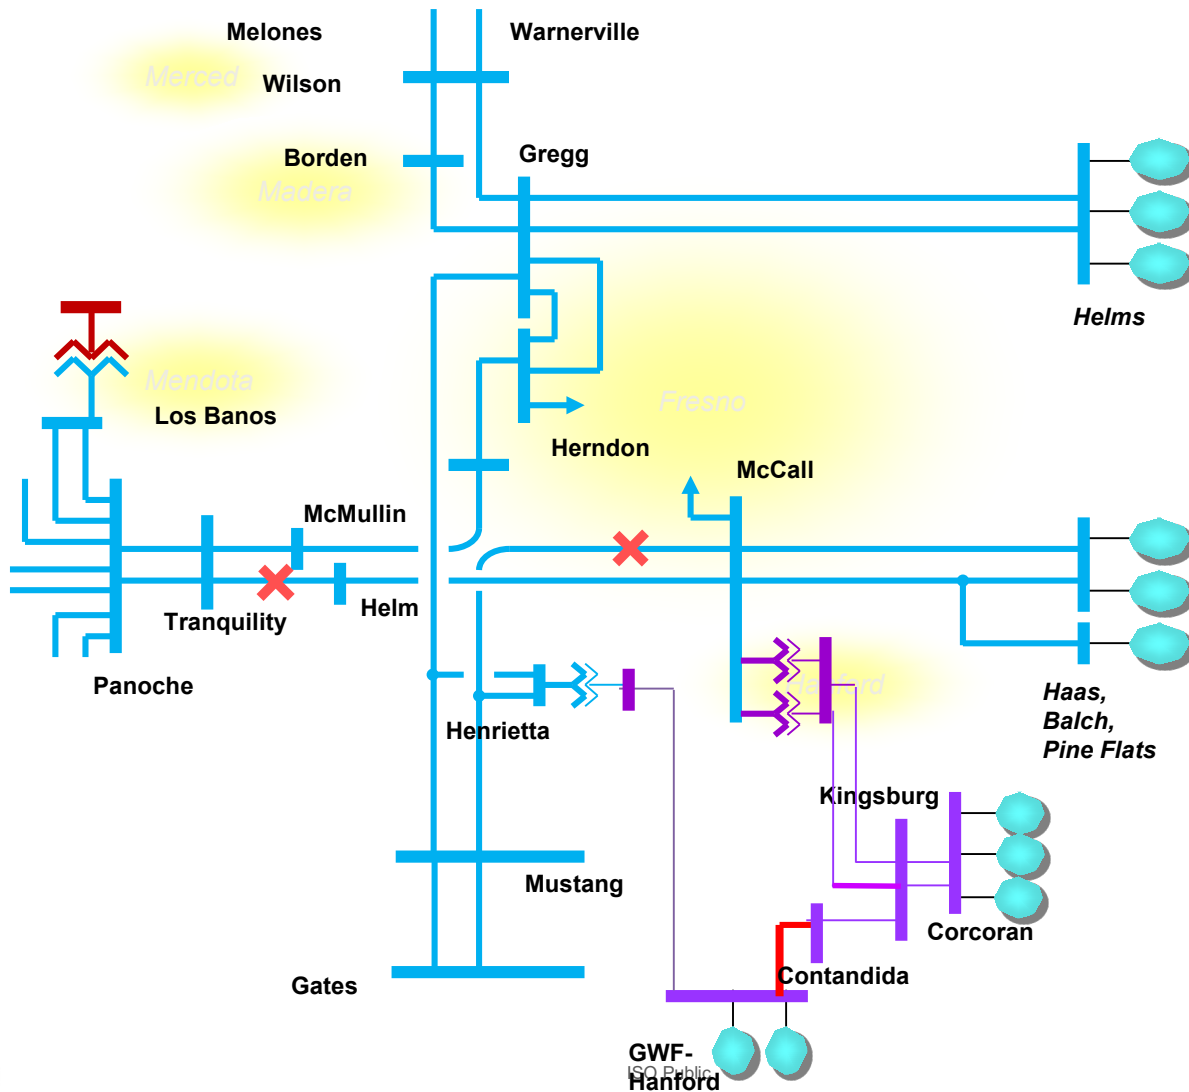 Melones
Warnerville
Merced
Wilson
Borden
Gregg
Madera
Helms
Mendota
Los Banos
Fresno
Herndon
McCall
McMullin
Helm
Tranquility
Panoche
Hanford
Henrietta
Haas,
Balch,
Pine Flats
Kingsburg
Mustang
Corcoran
Contandida
Gates
GWF-
Hanford
ISO Public